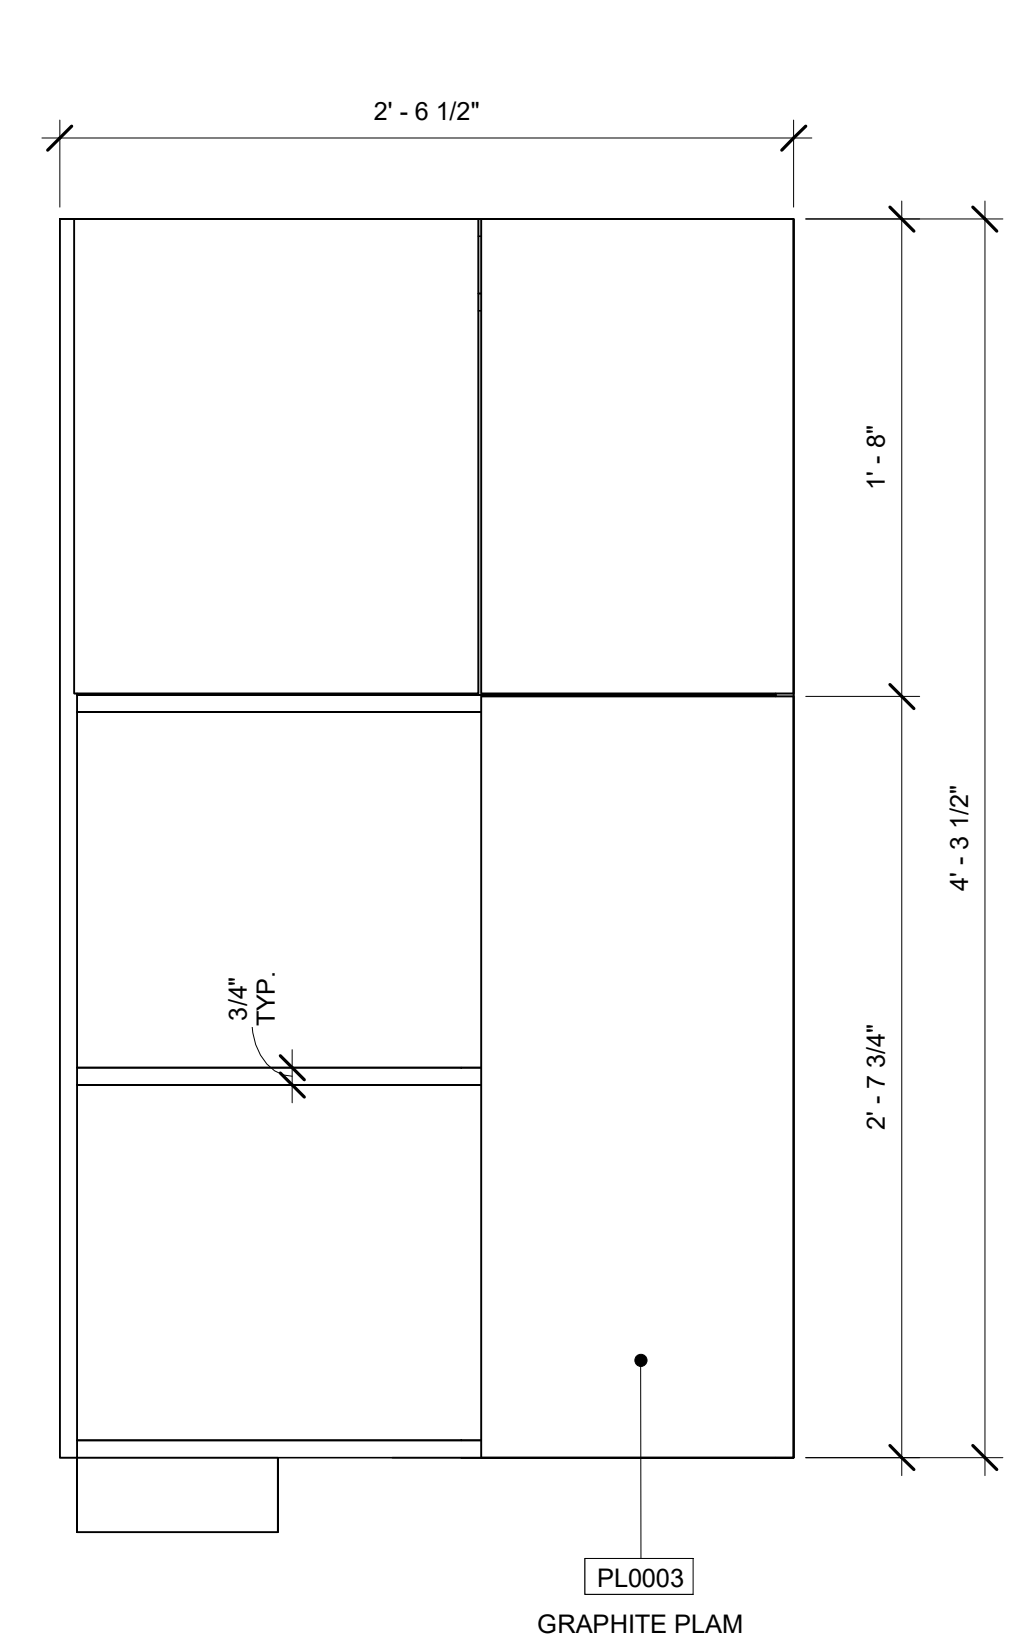 2' - 6 1/2"
1' - 8"
4' - 3 1/2"
3/4"
TYP.
2' - 7 3/4"
PL0003
GRAPHITE PLAM